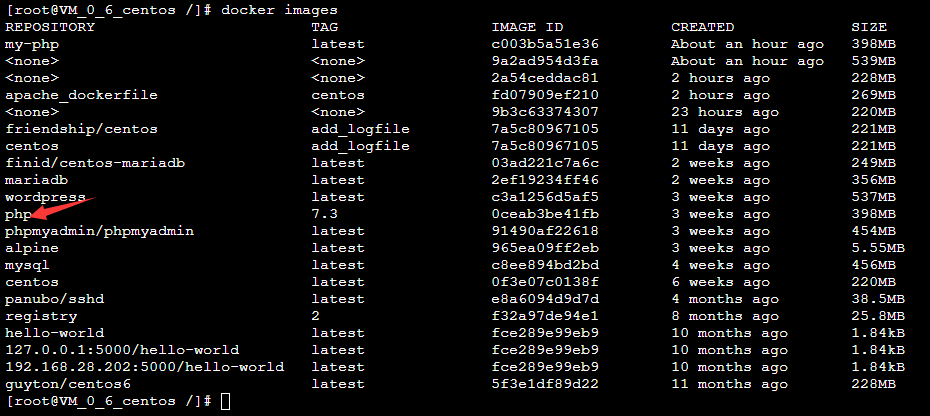 [root@VM_0_6_centos /]# docker images
REPOSITORY TAG IMAGE ID CREATED SIZE
my-php latest c003b5a51e36 About an hour ago 398MB
<none> <none> 9a2ad954d3fa About an hour ago 539MB
<none> <none> 2a54ceddac81 2 hours ago 228MB
apache_dockerfile centos fd07909ef210 2 hours ago 269MB
<none> <none> 9b3c63374307 23 hours ago 220MB
friendship/centos add_logfile 7a5c80967105 11 days ago 221MB
centos add_logfile 7a5c80967105 11 days ago 221MB
finid/centos-mariadb latest 03ad221c7a6c 2 weeks ago 249MB
mariadb latest 2ef19234ff46 2 weeks ago 356MB
wordpress latest c3a1256d5af5 3 weeks ago 537MB
php 7.3 0ceab3be41fb 3 weeks ago 398MB
phpmyadmin/phpmyadmin latest 91490af22618 3 weeks ago 454MB
alpine latest 965ea09ff2eb 3 weeks ago 5.55MB
mysql latest c8ee894bd2bd 4 weeks ago 456MB
centos latest 0f3e07c0138f 6 weeks ago 220MB
panubo/sshd latest e8a6094d9d7d 4 months ago 38.5MB
registry 2 f32a97de94e1 8 months ago 25.8MB
hello-world latest fce289e99eb9 10 months ago 1.84kB
127.0.0.1:5000/hello-world latest fce289e99eb9 10 months ago 1.84kB
192.168.28.202:5000/hello-world latest fce289e99eb9 10 months ago 1.84kB
guyton/centos6 latest 5f3e1df89d22 11 months ago 228MB
[root@VM_0_6_centos /]#